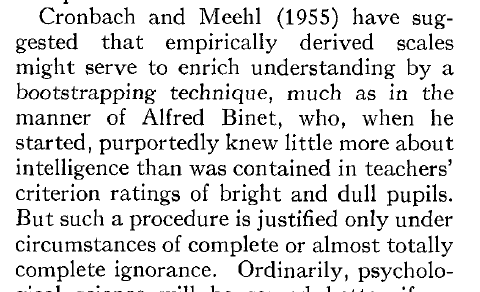 Cronbach and Meehl (1955) have sug-
gested that empirically derived scales
might serve to enrich understanding by a
bootstrapping technique, much as in the
manner of Alfred Binet, who, when he
started, purportedly knew little more about
intelligence than was contained in teachers'
criterion ratings of bright and dull pupils.
But such a procedure is justified only under
circumstances of complete or almost totally
complete ignorance. Ordinarily, psycholo-